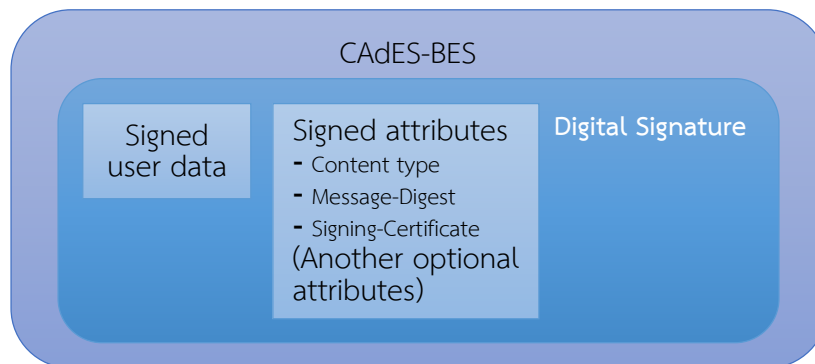 CAdES-BES
Signed
user data
Signed attributes
- Content type
- Message-Digest
- Signing-Certificate
(Another optional
attributes)
Digital Signature